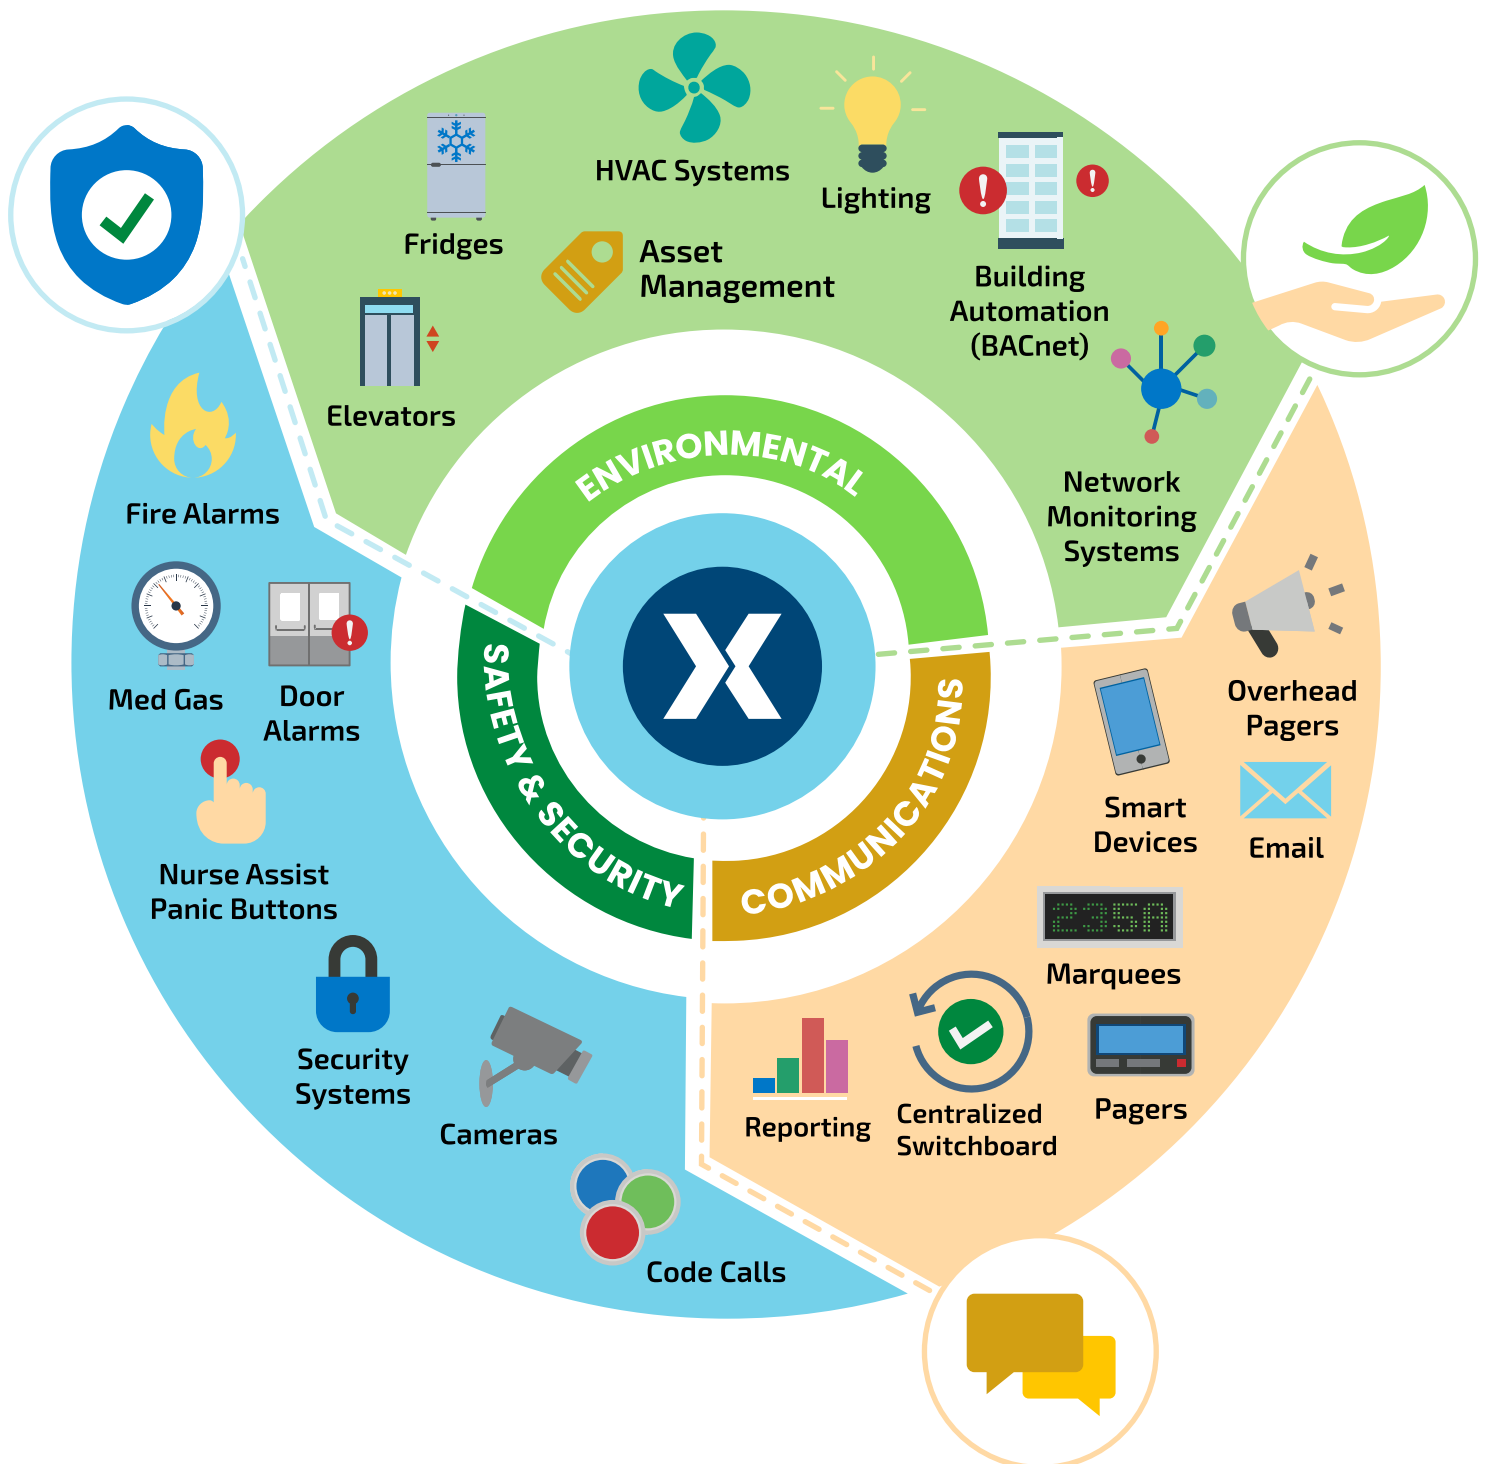 HVAC Systems
Lighting
Fridges
Asset
Management
Building
Automation
(BACnet)
Elevators
Network
Monitoring
Systems
ENVIRONMENTAL
Fire Alarms
Med Gas
Door
Alarms
Nurse Assist
Panic Buttons
Security
Systems
Cameras
Code Calls
SAFETY & SECURITY
X
COMMUNICATIONS
Overhead
Pagers
Smart
Devices
Email
235A
Marquees
Pagers
Centralized
Switchboard
Reporting